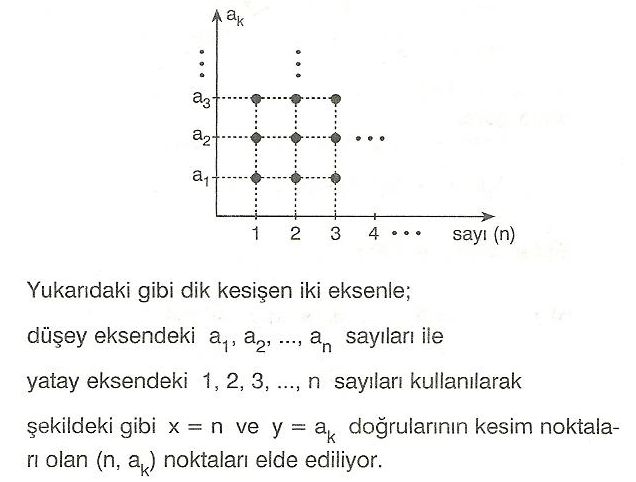 a_k
a_3
a_2
a_1
1 2 3 4 ••• sayı (n)
Yukarıdaki gibi dik kesişen iki eksenle;
düşey eksendeki a_1, a_2, ..., a_n sayıları ile
yatay eksendeki 1, 2, 3, ..., n sayıları kullanılarak
şekildeki gibi x = n ve y = a_k doğrularının kesim noktala-
rı olan (n, a_k) noktaları elde ediliyor.